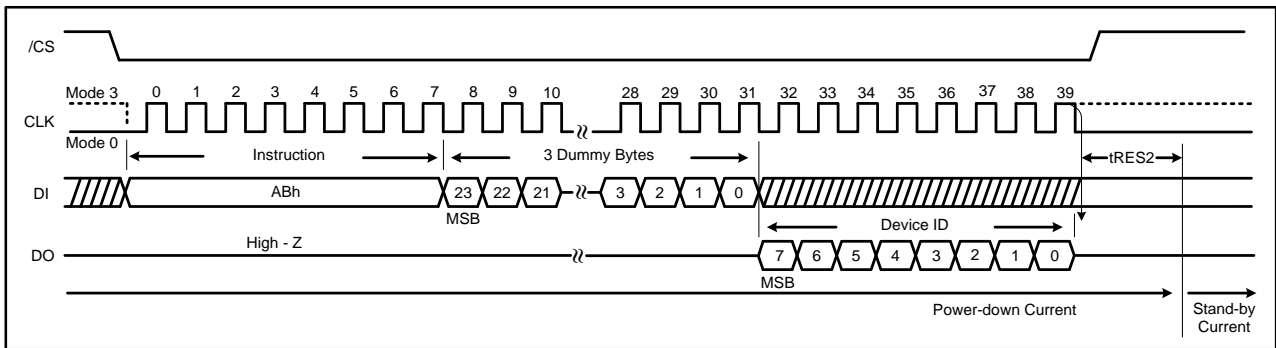 /CS
Mode 3 0 1 2 3 4 5 6 7 8 9 10 28 29 30 31 32 33 34 35 36 37 38 39
CLK
Mode 0
Instruction 3 Dummy Bytes tRES2
DI ABh 23 22 21 3 2 1 0
MSB Device ID
High - Z
DO 7 6 5 4 3 2 1 0
MSB
Power-down Current Stand-by
Current